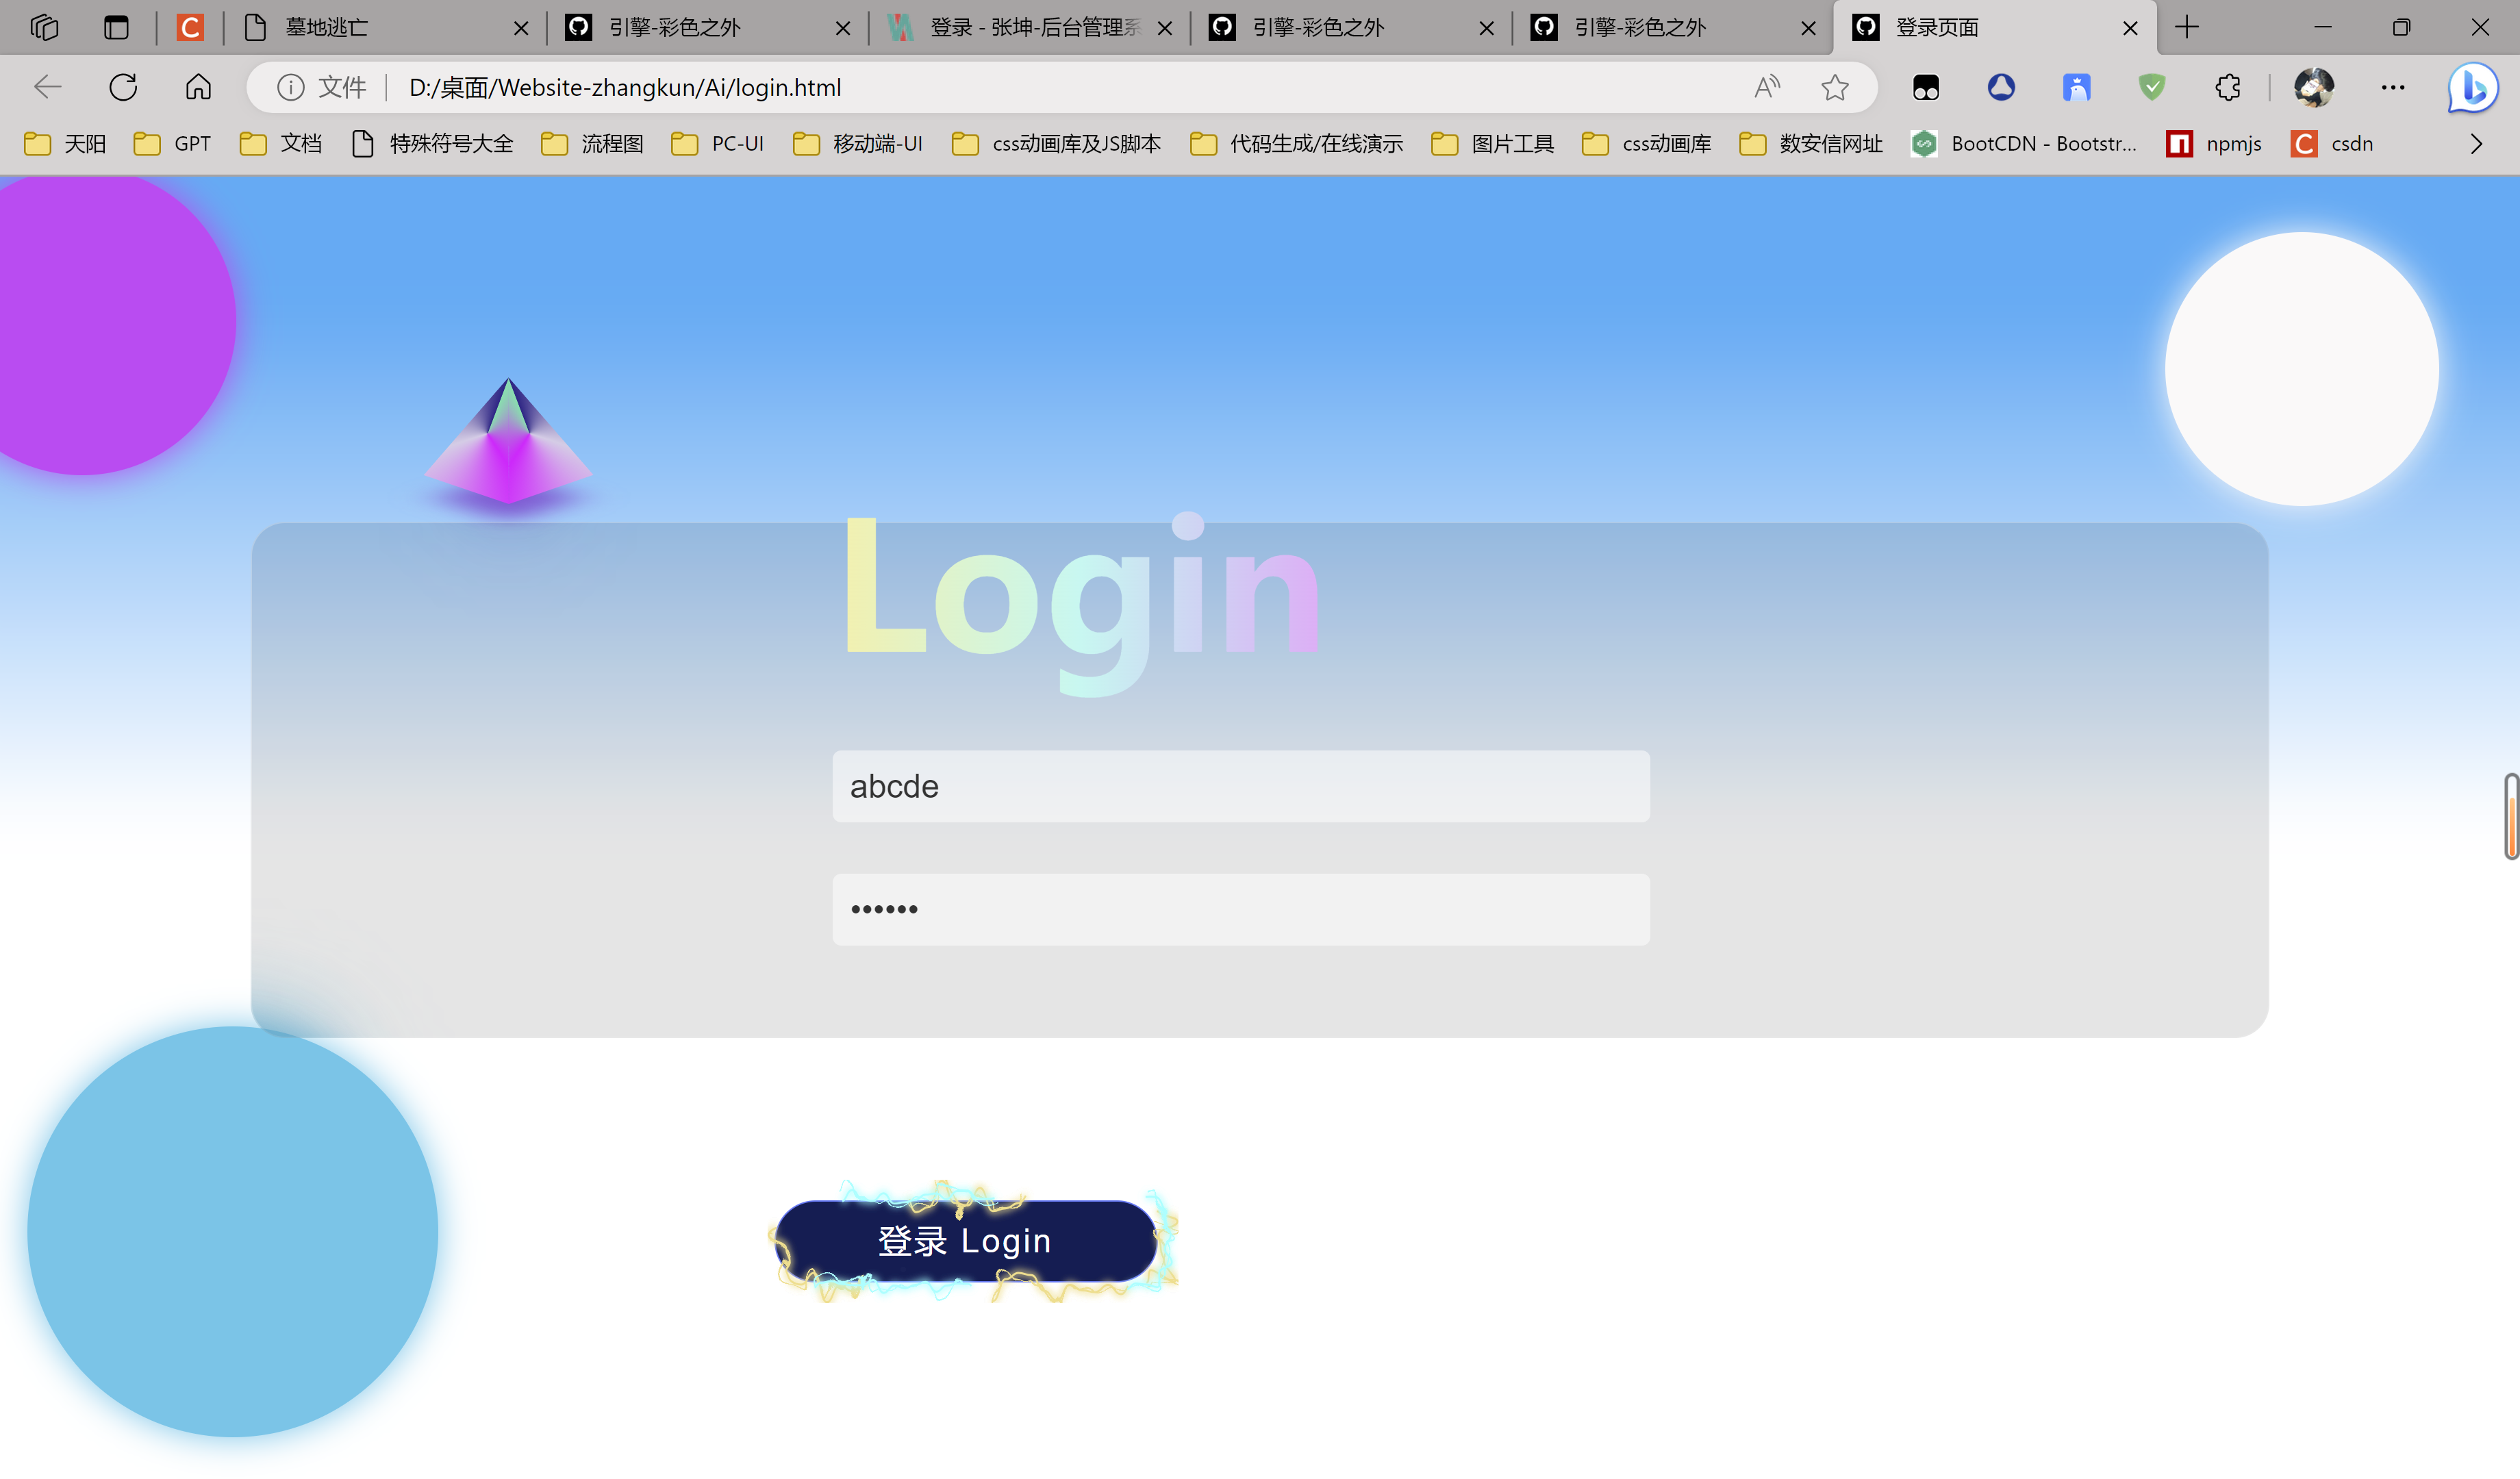 墓地逃亡
引擎-彩色之外
登录 - 张坤-后台管理系
引擎-彩色之外
引擎-彩色之外
登录页面
文件
D:/桌面/Website-zhangkun/Ai/login.html
天阳
GPT
文档
特殊符号大全
流程图
PC-UI
移动端-UI
css动画库及JS脚本
代码生成/在线演示
图片工具
css动画库
数安信网址
BootCDN - Bootstr...
npmjs
csdn
Login
abcde
••••••
登录 Login